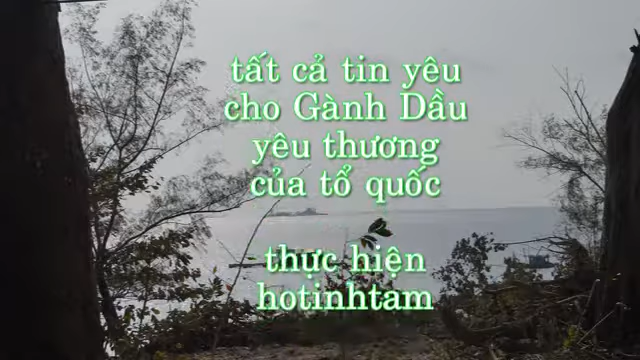 tất cả tin yêu
cho Gành Dầu
yêu thương
của tổ quốc
thực hiện
hotinhtam